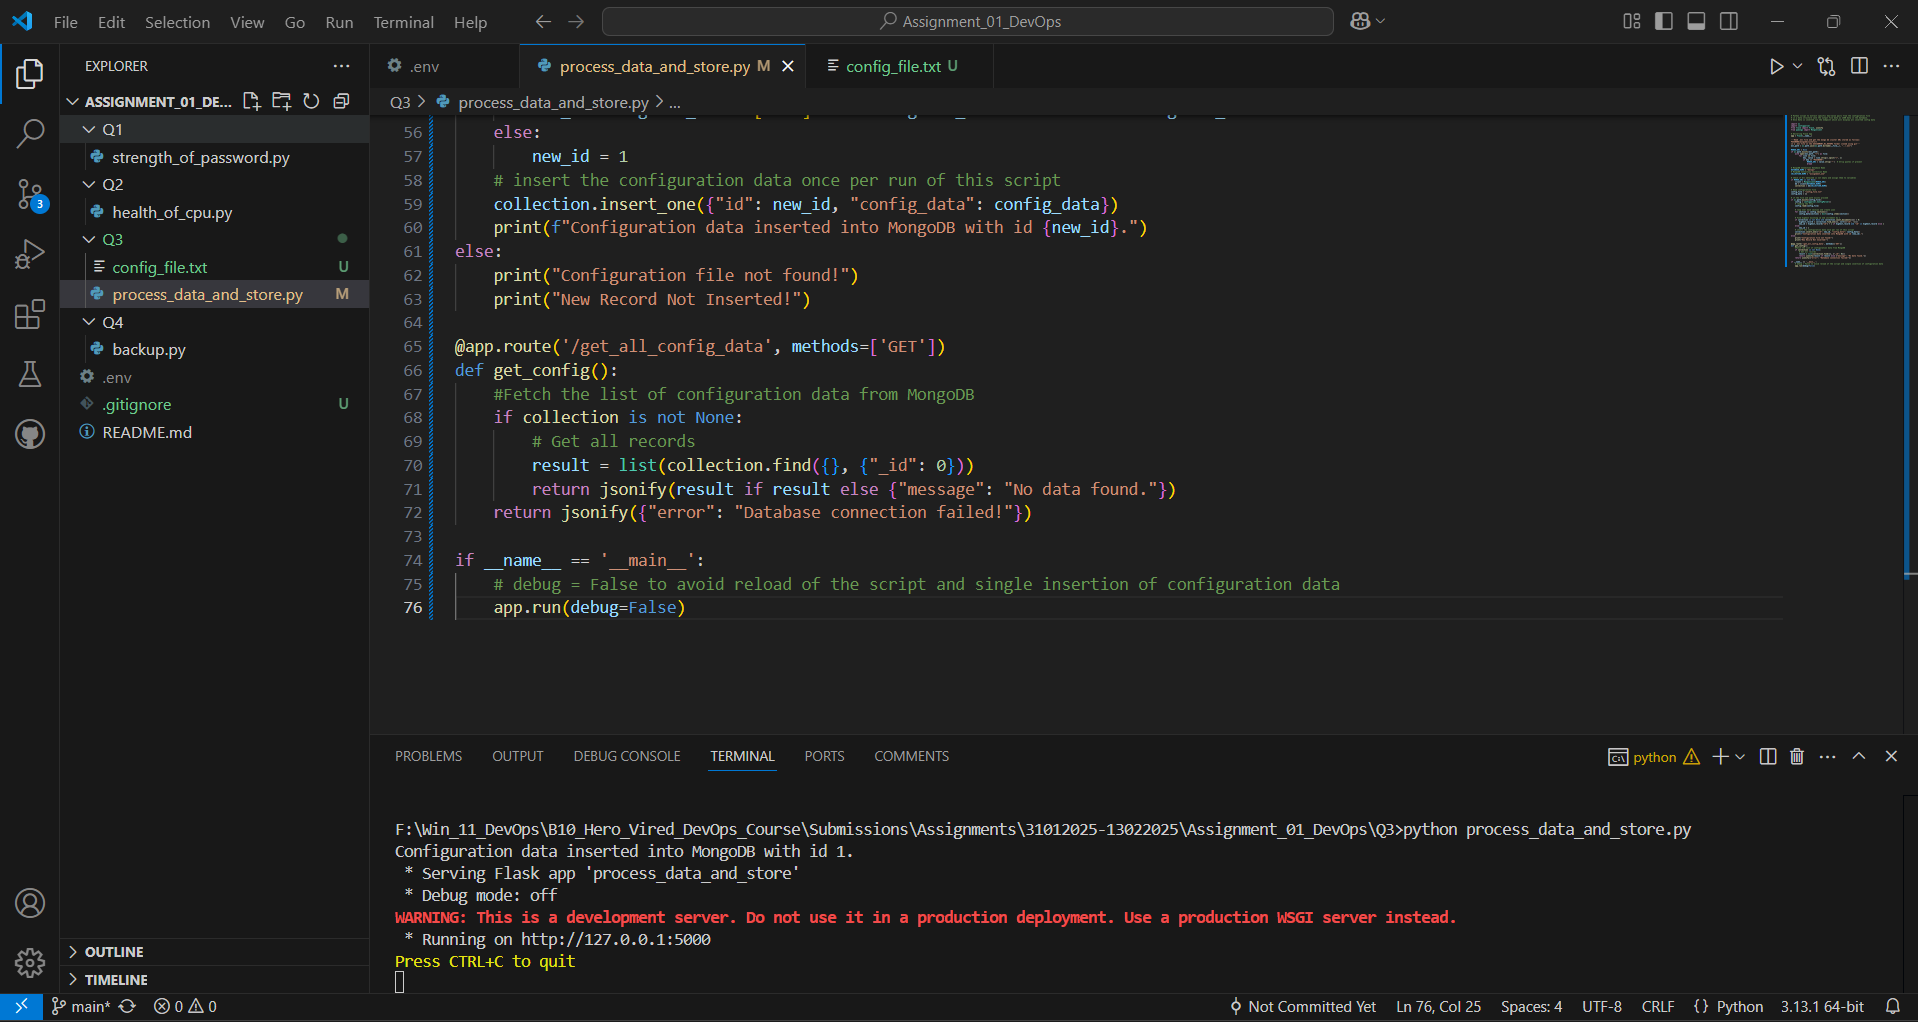 File Edit Selection View Go Run Terminal Help Assignment_01_DevOps
EXPLORER
.env process_data_and_store.py M config_file.txt U
ASSIGNMENT_01_DE...
Q3 > process_data_and_store.py > ...
Q1
strength_of_password.py
Q2
health_of_cpu.py
Q3
config_file.txt U
process_data_and_store.py M
Q4
backup.py
.env
.gitignore U
README.md
OUTLINE
TIMELINE
3
56 else:
57 new_id = 1
58 # insert the configuration data once per run of this script
59 collection.insert_one({"id": new_id, "config_data": config_data})
60 print(f"Configuration data inserted into MongoDB with id {new_id}.")
61 else:
62 print("Configuration file not found!")
63 print("New Record Not Inserted!")
64
65 @app.route('/get_all_config_data', methods=['GET'])
66 def get_config():
67 #Fetch the list of configuration data from MongoDB
68 if collection is not None:
69 # Get all records
70 result = list(collection.find({}, {"_id": 0}))
71 return jsonify(result if result else {"message": "No data found."})
72 return jsonify({"error": "Database connection failed!"})
73
74 if __name__ == '__main__':
75 # debug = False to avoid reload of the script and single insertion of configuration data
76 app.run(debug=False)
PROBLEMS OUTPUT DEBUG CONSOLE TERMINAL PORTS COMMENTS python
F:\Win_11_DevOps\B10_Hero_Vired_DevOps_Course\Submissions\Assignments\31012025-13022025\Assignment_01_DevOps\Q3>python process_data_and_store.py
Configuration data inserted into MongoDB with id 1.
* Serving Flask app 'process_data_and_store'
* Debug mode: off
WARNING: This is a development server. Do not use it in a production deployment. Use a production WSGI server instead.
* Running on http://127.0.0.1:5000
Press CTRL+C to quit
main* 0 0 Not Committed Yet Ln 76, Col 25 Spaces: 4 UTF-8 CRLF {} Python 3.13.1 64-bit